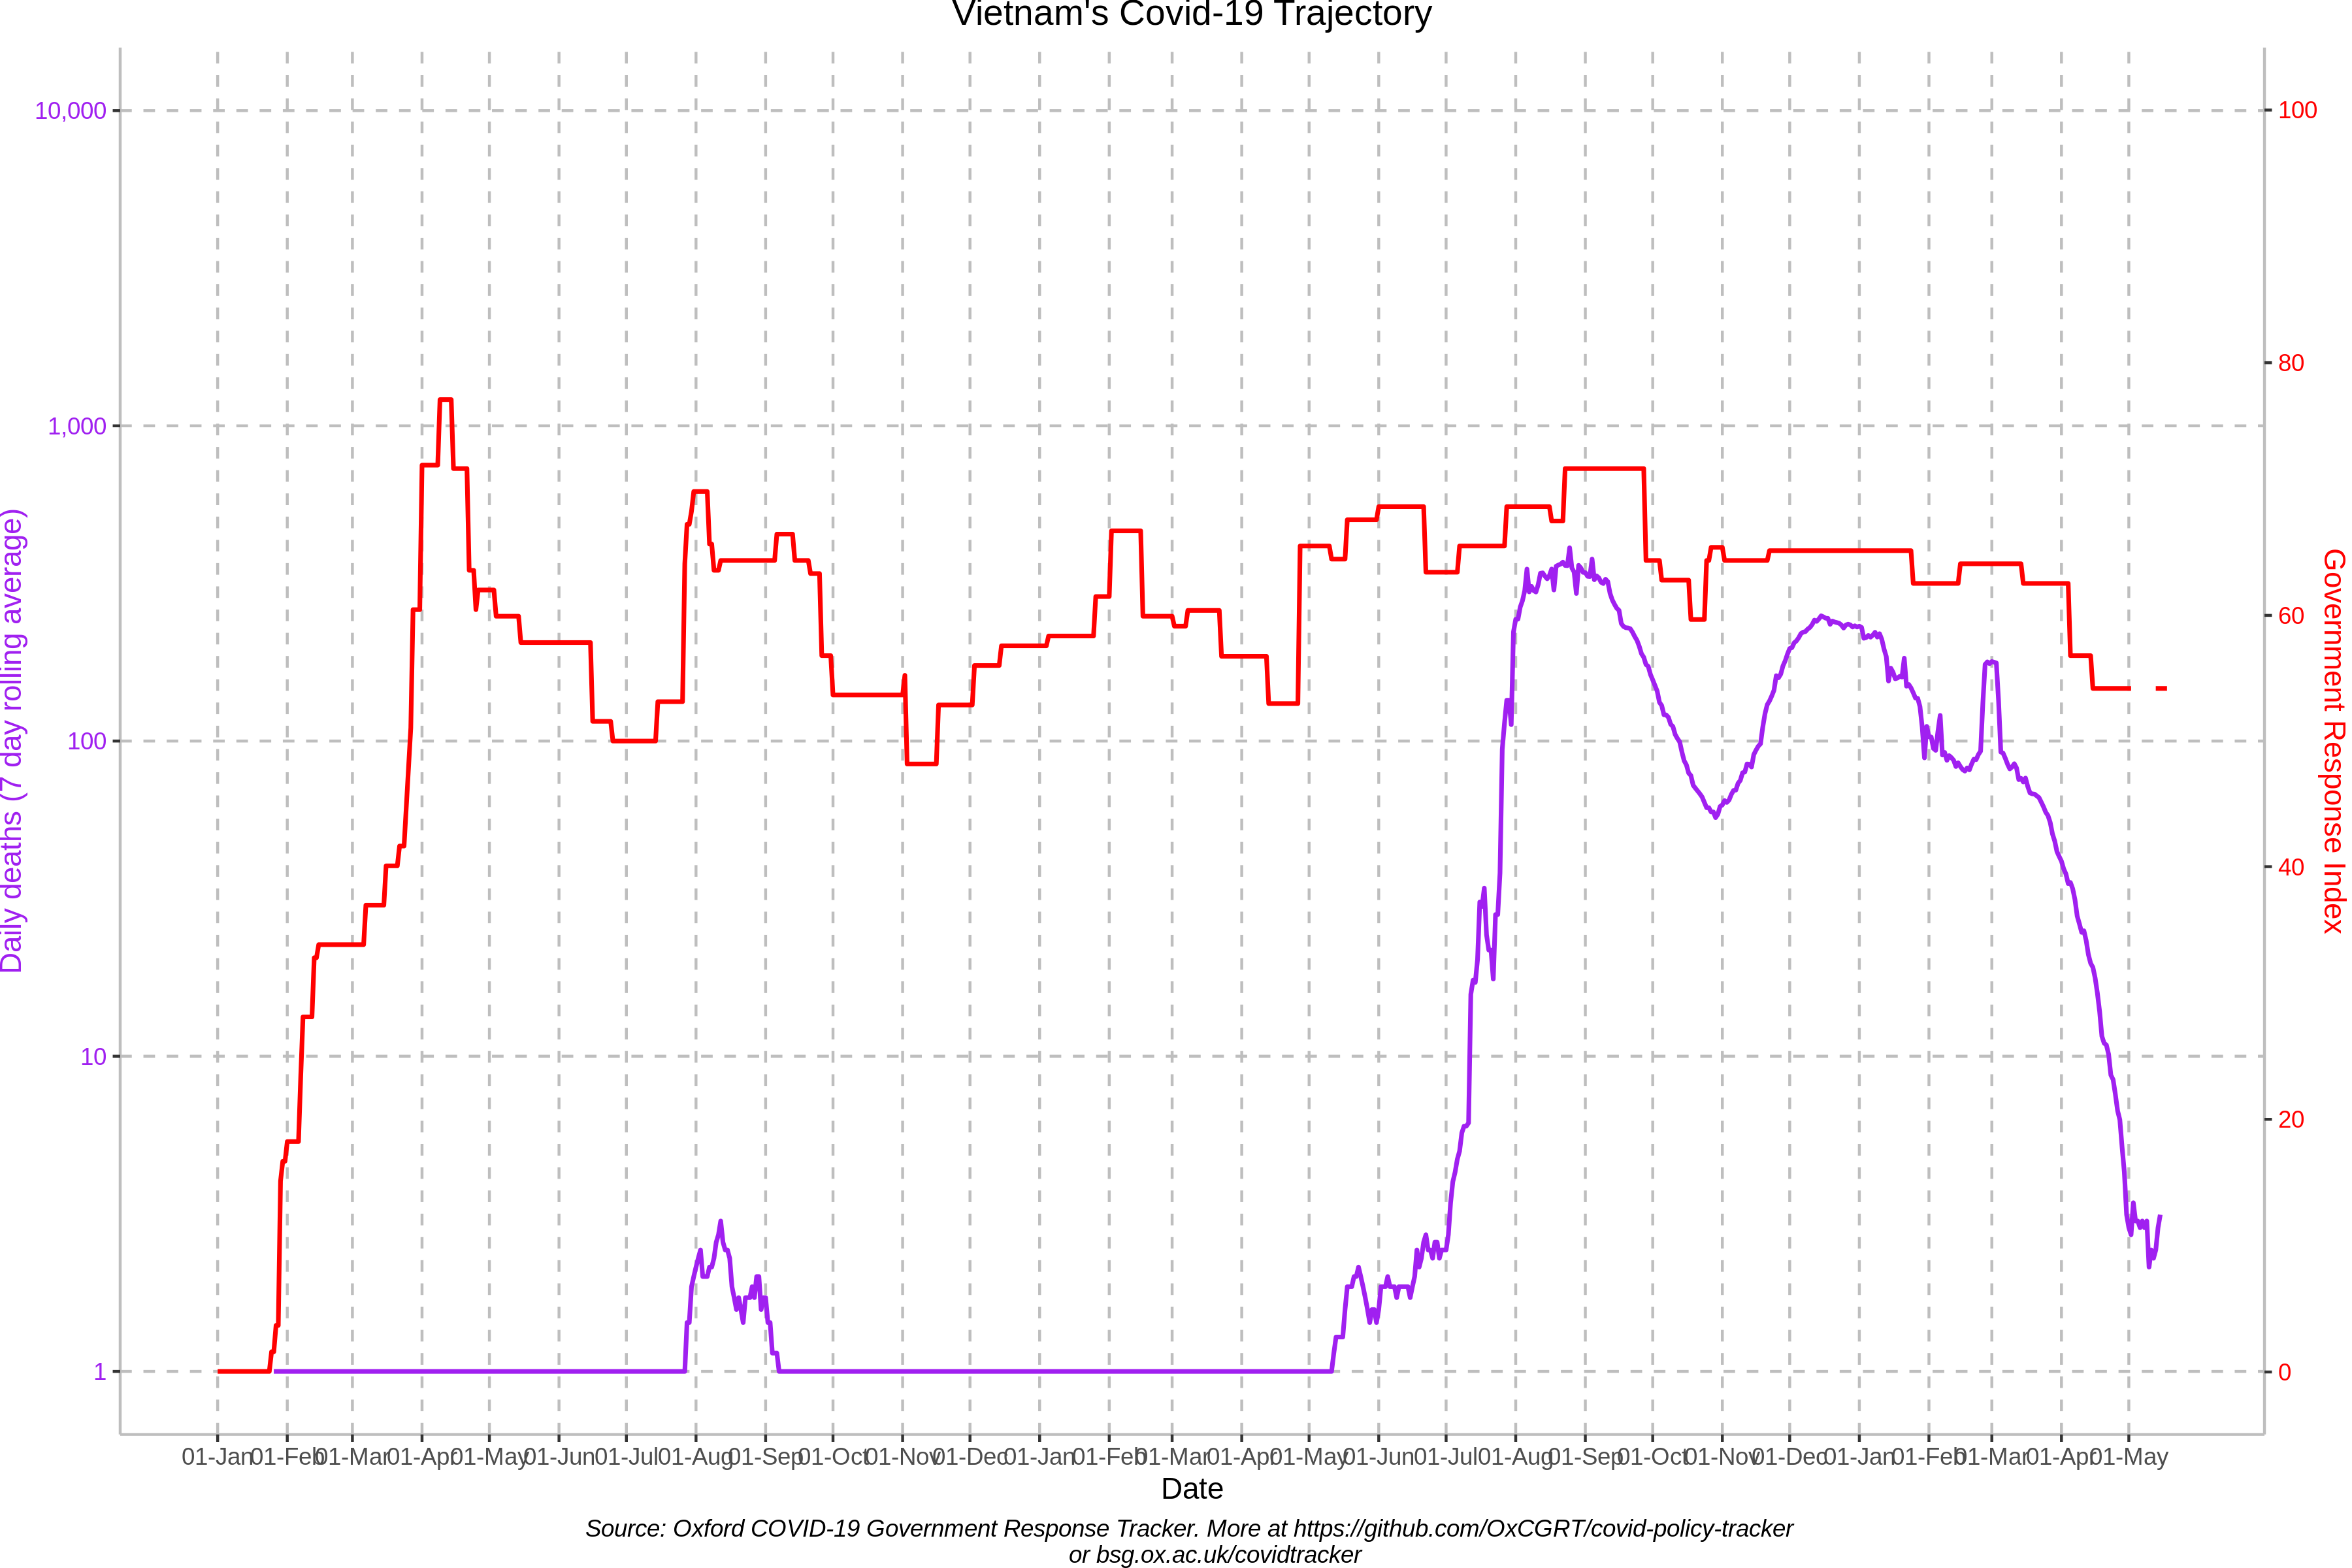 Vietnam's Covid-19 Trajectory
10,000
1,000
100
10
1
Daily deaths (7 day rolling average)
100
80
60
40
20
0
Government Response Index
01-Jan 01-Feb 01-Mar 01-Apr 01-May 01-Jun 01-Jul 01-Aug 01-Sep 01-Oct 01-Nov 01-Dec 01-Jan 01-Feb 01-Mar 01-Apr 01-May 01-Jun 01-Jul 01-Aug 01-Sep 01-Oct 01-Nov 01-Dec 01-Jan 01-Feb 01-Mar 01-Apr 01-May
Date
Source: Oxford COVID-19 Government Response Tracker. More at https://github.com/OxCGRT/covid-policy-tracker
or bsg.ox.ac.uk/covidtracker